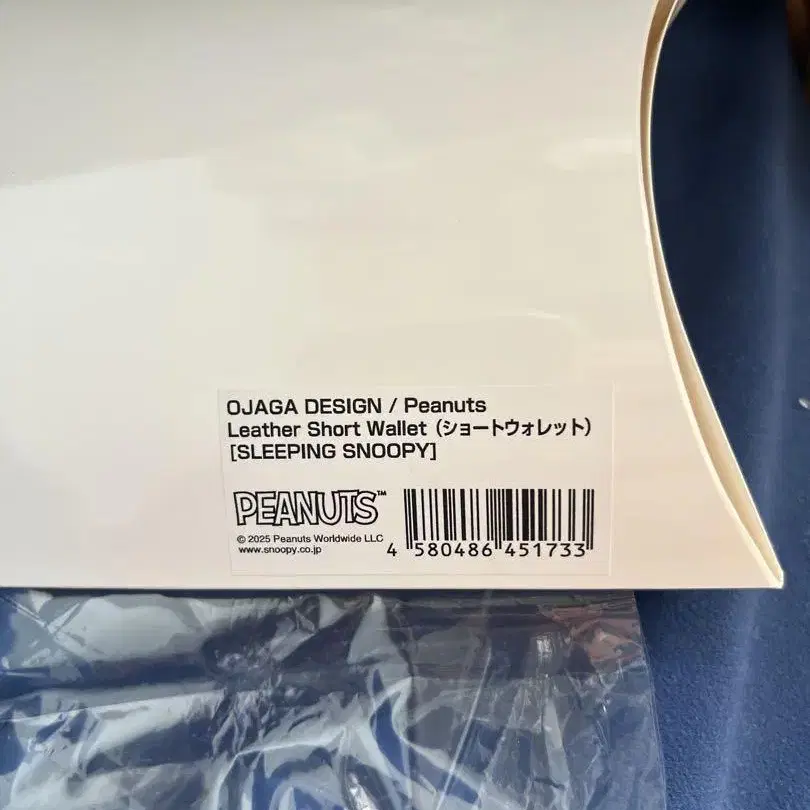 OJAGA DESIGN / Peanuts
Leather Short Wallet（ショートウォレット）
[SLEEPING SNOOPY]
PEANUTS™
© 2025 Peanuts Worldwide LLC
www.snoopy.co.jp
4 580486 451733